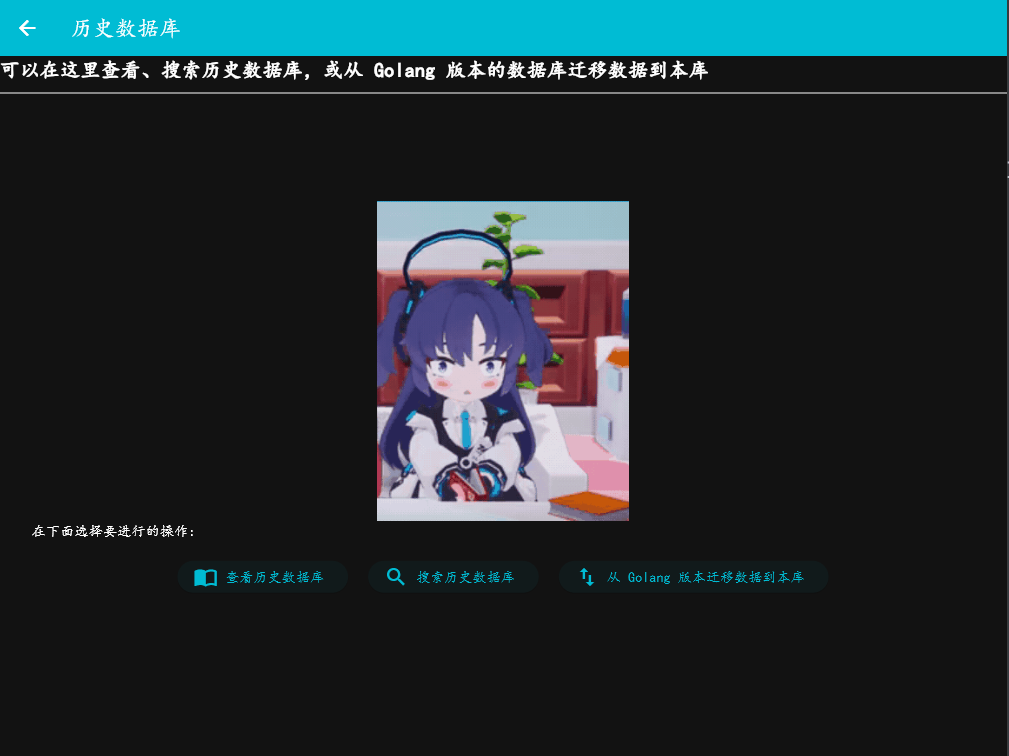 历史数据库
可以在这里查看、搜索历史数据库，或从 Golang 版本的数据库迁移数据到本库
在下面选择要进行的操作：
查看历史数据库
搜索历史数据库
从 Golang 版本迁移数据到本库